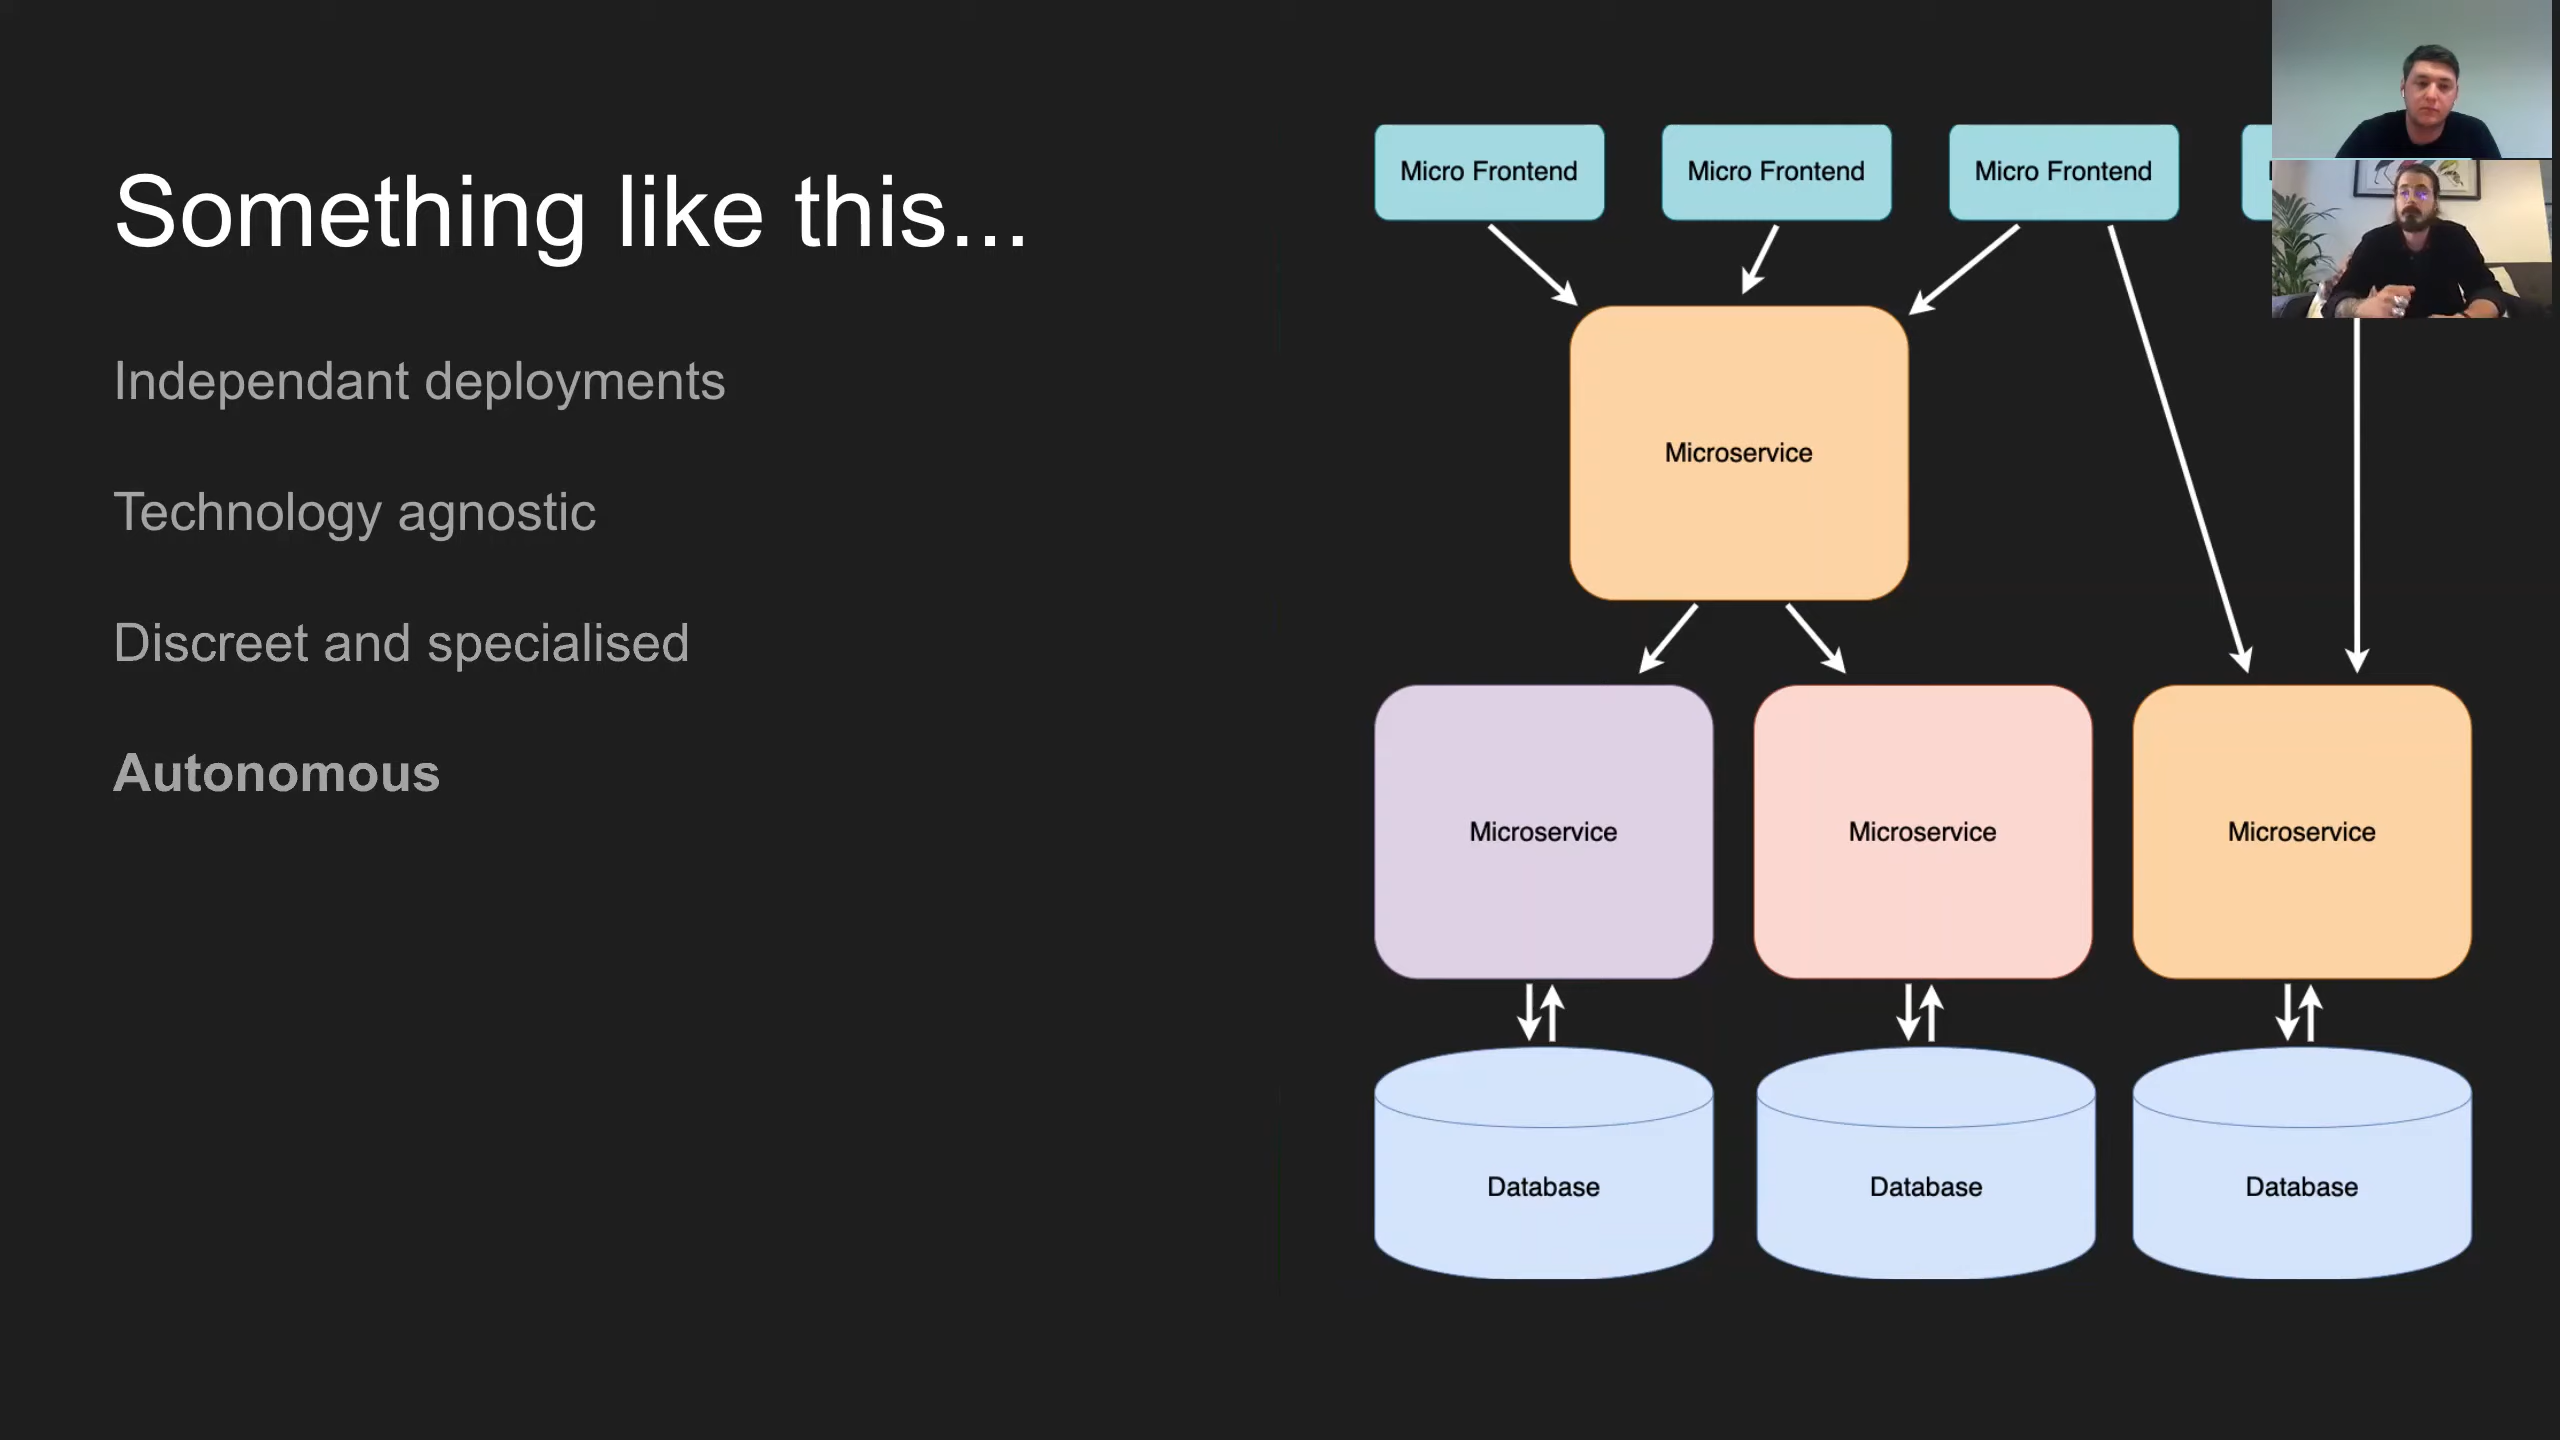 Something like this...
Independant deployments
Technology agnostic
Discreet and specialised
Autonomous
Micro Frontend
Micro Frontend
Micro Frontend
Microservice
Microservice
Microservice
Microservice
Database
Database
Database